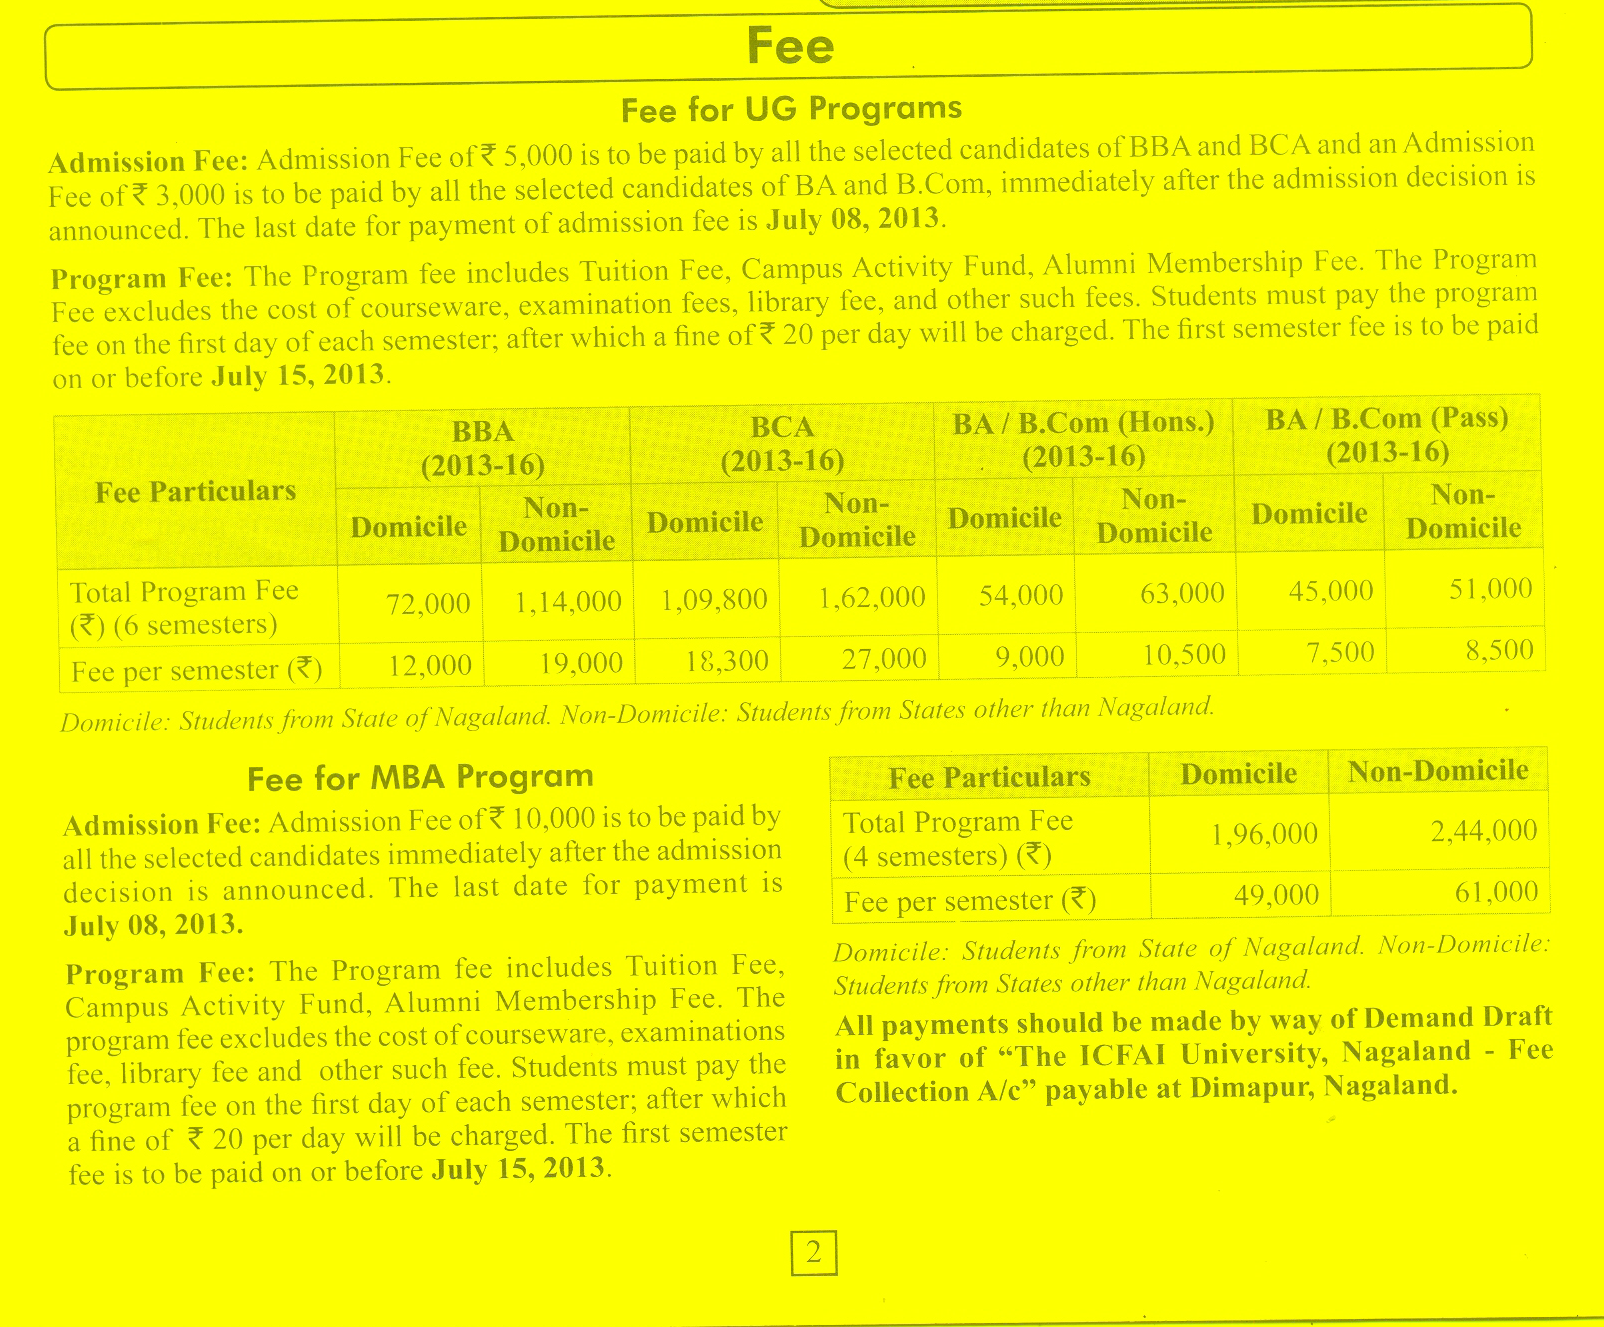 Fee
Fee for UG Programs
Admission Fee: Admission Fee of ₹ 5,000 is to be paid by all the selected candidates of BBA and BCA and an Admission
Fee of ₹ 3,000 is to be paid by all the selected candidates of BA and B.Com, immediately after the admission decision is
announced. The last date for payment of admission fee is July 08, 2013.
Program Fee: The Program fee includes Tuition Fee, Campus Activity Fund, Alumni Membership Fee. The Program
Fee excludes the cost of courseware, examination fees, library fee, and other such fees. Students must pay the program
fee on the first day of each semester; after which a fine of ₹ 20 per day will be charged. The first semester fee is to be paid
on or before July 15, 2013.
Fee Particulars
BBA
(2013-16)
BCA
(2013-16)
BA / B.Com (Hons.)
(2013-16)
BA / B.Com (Pass)
(2013-16)
Domicile
Non-
Domicile
Domicile
Non-
Domicile
Domicile
Non-
Domicile
Domicile
Non-
Domicile
Total Program Fee
(₹) (6 semesters)
72,000 1,14,000 1,09,800 1,62,000 54,000 63,000 45,000 51,000
Fee per semester (₹) 12,000 19,000 18,300 27,000 9,000 10,500 7,500 8,500
Domicile: Students from State of Nagaland. Non-Domicile: Students from States other than Nagaland.
Fee for MBA Program
Admission Fee: Admission Fee of ₹ 10,000 is to be paid by
all the selected candidates immediately after the admission
decision is announced. The last date for payment is
July 08, 2013.
Program Fee: The Program fee includes Tuition Fee,
Campus Activity Fund, Alumni Membership Fee. The
program fee excludes the cost of courseware, examinations
fee, library fee and other such fee. Students must pay the
program fee on the first day of each semester; after which
a fine of ₹ 20 per day will be charged. The first semester
fee is to be paid on or before July 15, 2013.
Fee Particulars Domicile Non-Domicile
Total Program Fee
(4 semesters) (₹)
1,96,000 2,44,000
Fee per semester (₹) 49,000 61,000
Domicile: Students from State of Nagaland. Non-Domicile:
Students from States other than Nagaland.
All payments should be made by way of Demand Draft
in favor of “The ICFAI University, Nagaland - Fee
Collection A/c” payable at Dimapur, Nagaland.
2